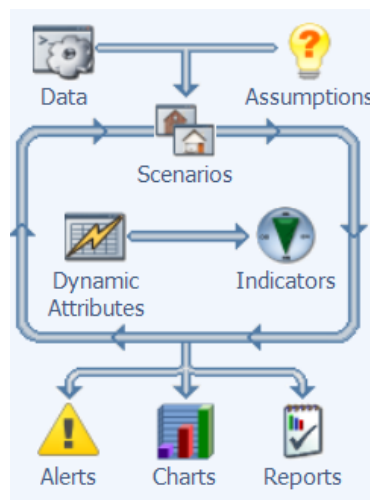 Data
Assumptions
Scenarios
Dynamic
Attributes
Indicators
Alerts
Charts
Reports